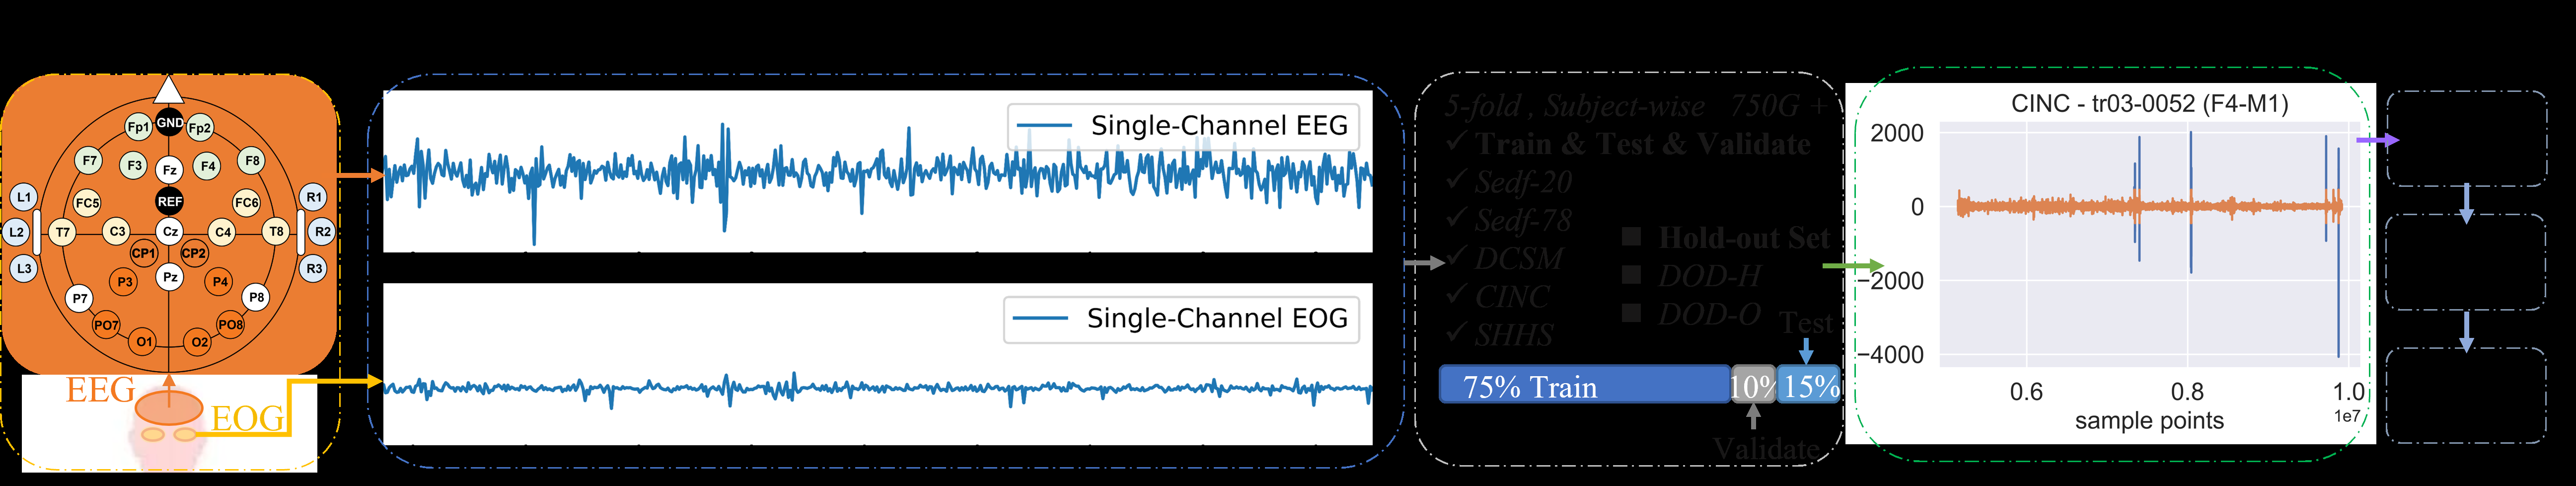 GND
Fp1 Fp2
F7 F3 Fz F4 F8
L1 FC5 REF FC6 R1
L2 T7 C3 Cz C4 T8 R2
CP1 CP2
L3 P3 Pz P4 R3
P7 P8
PO7 PO8
O1 O2
EEG
EOG
Single-Channel EEG
Single-Channel EOG
5-fold , Subject-wise 750G +
✓ Train & Test & Validate
✓ Sedf-20
✓ Sedf-78
✓ DCSM
✓ CINC
✓ SHHS
■ Hold-out Set
■ DOD-H
■ DOD-O
Test
75% Train 10% 15%
Validate
CINC - tr03-0052 (F4-M1)
2000
0
−2000
−4000
0.6 0.8 1.0
1e7
sample points